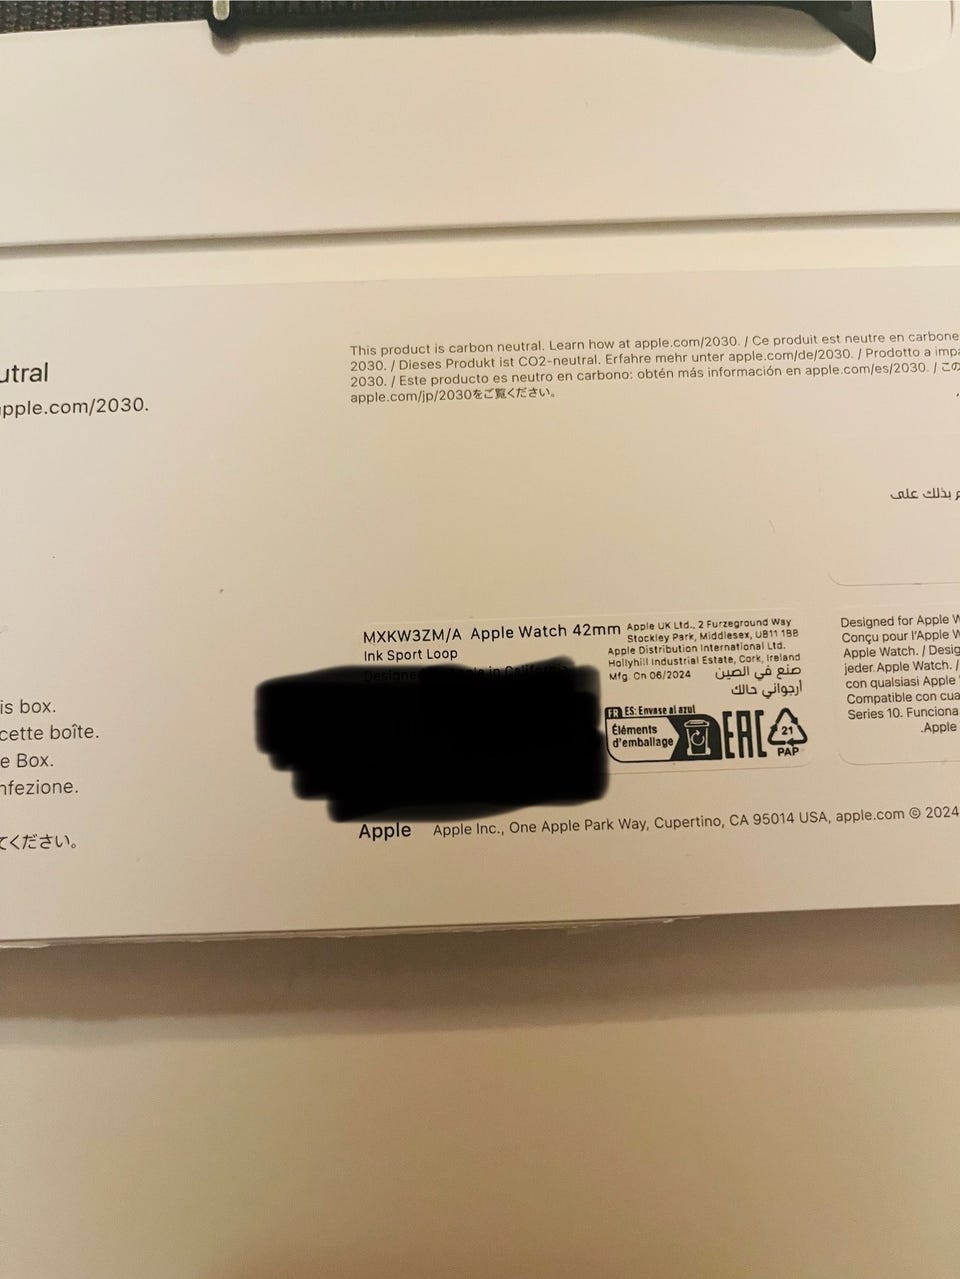 utral
apple.com/2030.
This product is carbon neutral. Learn how at apple.com/2030. / Ce produit est neutre en carbone
2030. / Dieses Produkt ist CO2-neutral. Erfahre mehr unter apple.com/de/2030. / Prodotto a impa
2030. / Este producto es neutro en carbono: obtén más información en apple.com/es/2030. / この
apple.com/jp/2030をご覧ください。
م بذلك على
is box.
cette boîte.
e Box.
nfezione.
てください。
MXKW3ZM/A Apple Watch 42mm
Ink Sport Loop
Apple UK Ltd., 2 Furzeground Way
Stockley Park, Middlesex, UB11 1BB
Apple Distribution International Ltd.
Hollyhill Industrial Estate, Cork, Ireland
Mfg. On 06/2024 صنع في الصين
أرجواني حالك
FR ES: Envase al azul
Éléments
d'emballage
EAC
21
PAP
Designed for Apple W
Conçu pour l'Apple W
Apple Watch. / Desig
jeder Apple Watch. /
con qualsiasi Apple
Compatible con cua
Series 10. Funciona
.Apple
Apple Apple Inc., One Apple Park Way, Cupertino, CA 95014 USA, apple.com © 2024